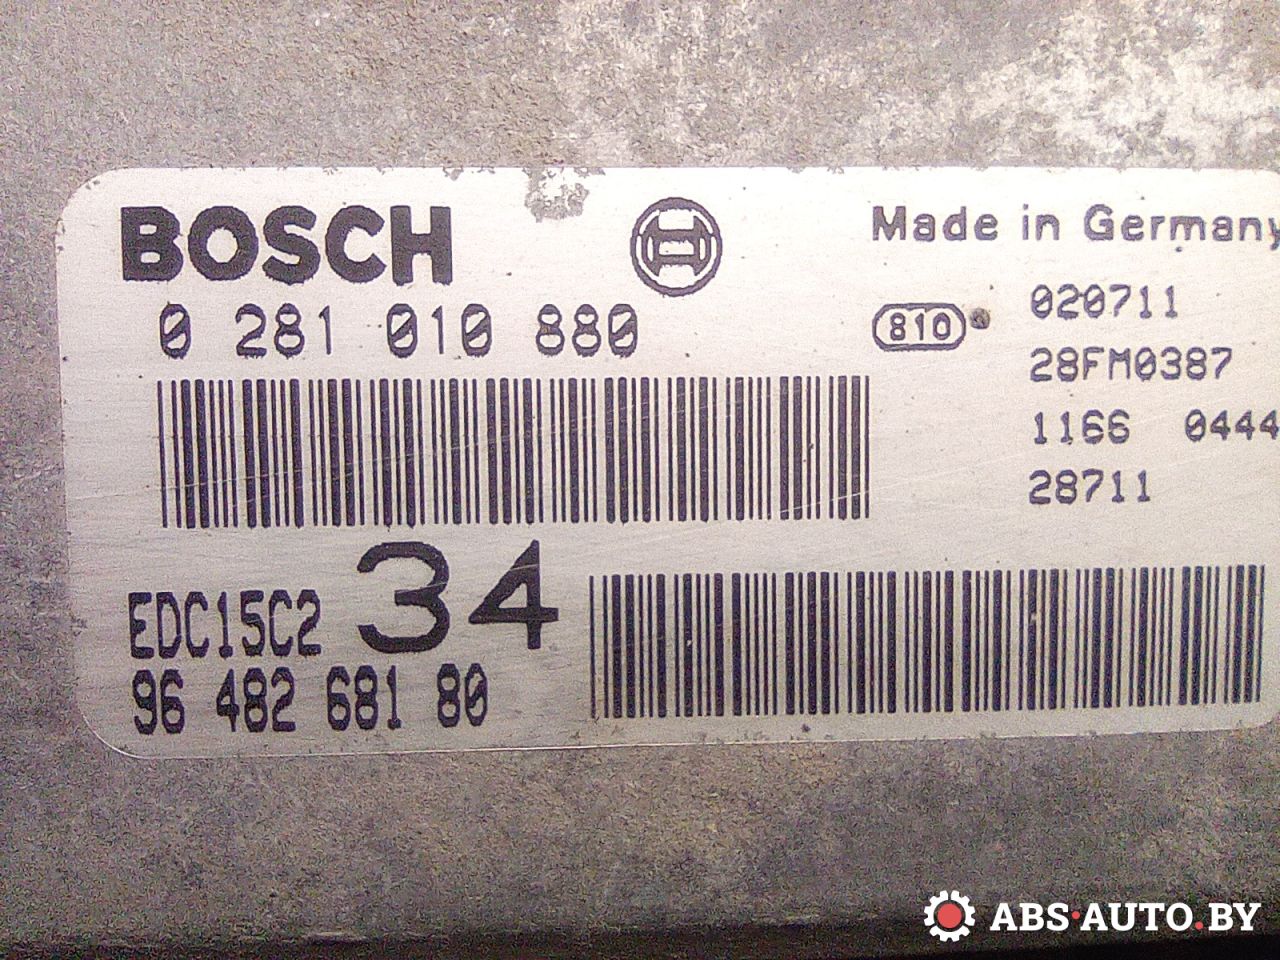 BOSCH
Made in Germany
0 281 010 880
810
020711
28FM0387
1166 0444
28711
EDC15C2 34
96 482 681 80
ABS·AUTO.BY